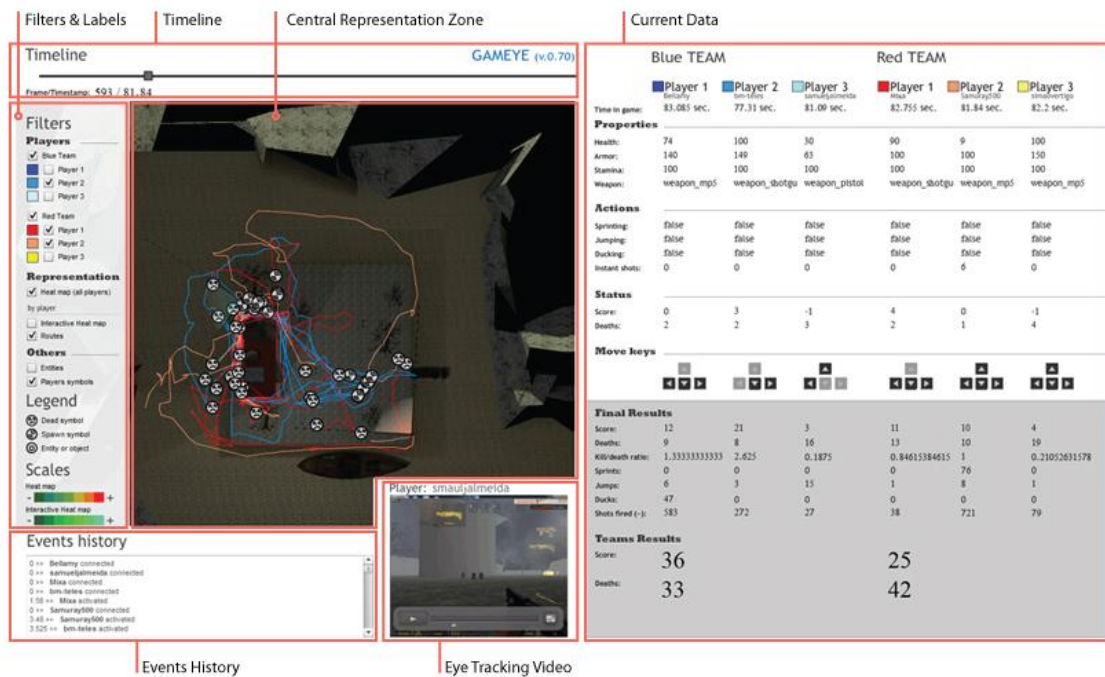 Filters & Labels
Timeline
Central Representation Zone
Current Data
Timeline
GAMEYE (v.0.70)
Frame/Timestamp: 593 / 81.84
Filters
Players
Blue Team
Player 1
Player 2
Player 3
Red Team
Player 1
Player 2
Player 3
Representation
Heat map (all players)
by player
Interactive Heat map
Routes
Others
Entities
Players symbols
Legend
Dead symbol
Spawn symbol
Entity or object
Scales
Heat map
- +
Interactive Heat map
- +
Events history
0 >> Bellamy connected
0 >> samueljalmeida connected
0 >> Mixa connected
0 >> bm-teles connected
1.56 >> Mixa activated
0 >> Samuray500 connected
3.48 >> Samuray500 activated
3.525 >> bm-teles activated
Player: smauljalmeida
Blue TEAM Red TEAM
Player 1 Player 2 Player 3 Player 1 Player 2 Player 3
Bellamy bm-teles samueljalmeida Mixa Samuray500 simaovertigo
Time in game: 83.085 sec. 77.31 sec. 81.09 sec. 82.755 sec. 81.84 sec. 82.2 sec.
Properties
Health: 74 100 30 90 9 100
Armor: 140 149 63 100 100 150
Stamina: 100 100 100 100 100 100
Weapon: weapon_mp5 weapon_shotgu weapon_pistol weapon_shotgu weapon_mp5 weapon_mp5
Actions
Sprinting: false false false false false false
Jumping: false false false false false false
Ducking: false false false false false false
Instant shots: 0 0 0 0 6 0
Status
Score: 0 3 -1 4 0 -1
Deaths: 2 2 3 2 1 4
Move keys
Final Results
Score: 12 21 3 11 10 4
Deaths: 9 8 16 13 10 19
Kill/death ratio: 1.33333333333 2.625 0.1875 0.84615384615 1 0.21052631578
Sprints: 0 0 0 0 76 0
Jumps: 6 3 15 1 8 1
Ducks: 47 0 0 0 0 0
Shots fired (~): 583 272 27 38 721 79
Teams Results
Score: 36 25
Deaths: 33 42
Events History
Eye Tracking Video